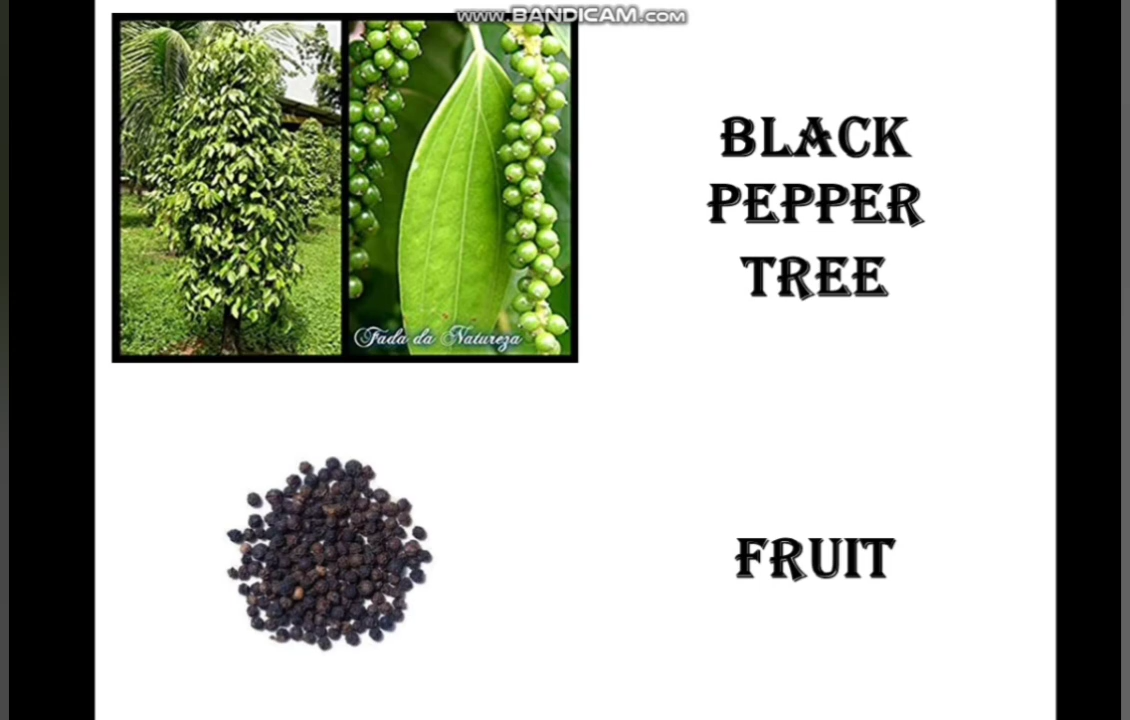 www.BANDICAM.com
BLACK
PEPPER
TREE
Fada da Natureza
FRUIT